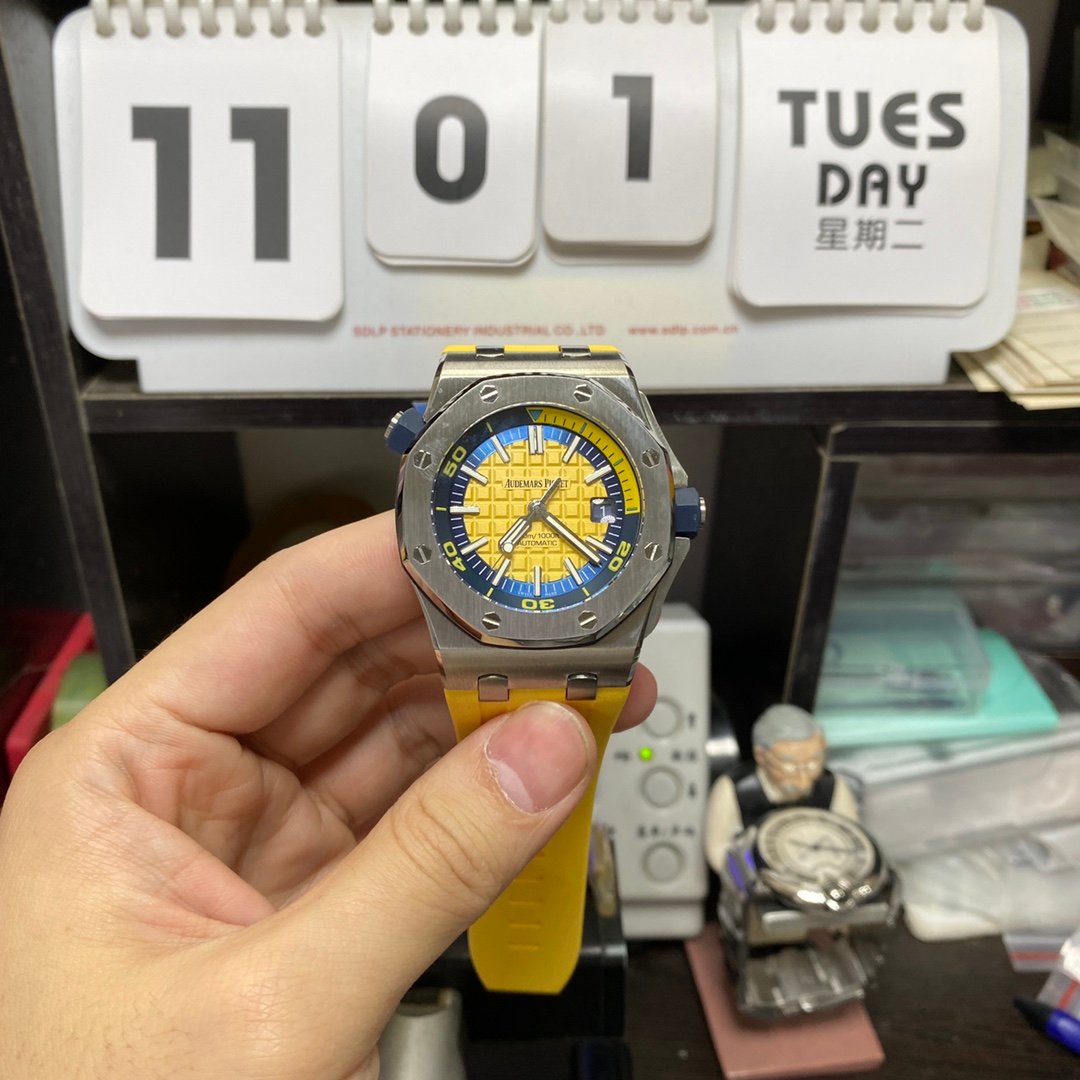 11
0
1
TUES
DAY
星期二
SDLP STATIONERY INDUSTRIAL CO.,LTD www.sdlp.com.cn
50
AUDEMARS PIGUET
1
20
AUTOMATIC
40
30